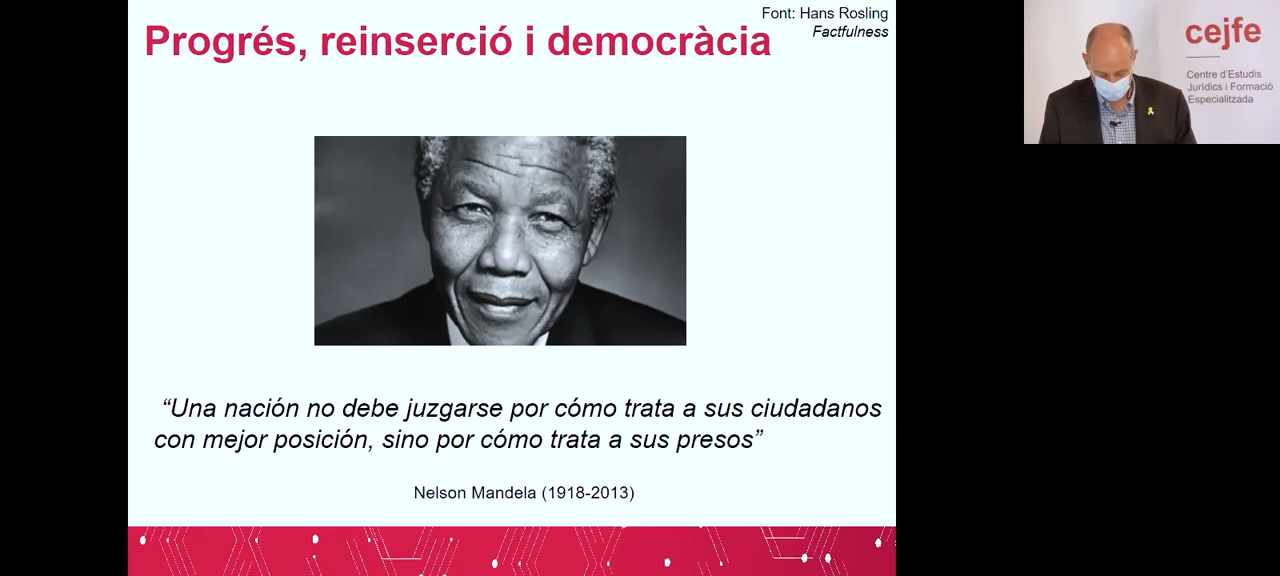 Font: Hans Rosling
Factfulness
Progrés, reinserció i democràcia
“Una nación no debe juzgarse por cómo trata a sus ciudadanos
con mejor posición, sino por cómo trata a sus presos”
Nelson Mandela (1918-2013)
cejfe
Centre d'Estudis
Jurídics i Formació
Especialitzada